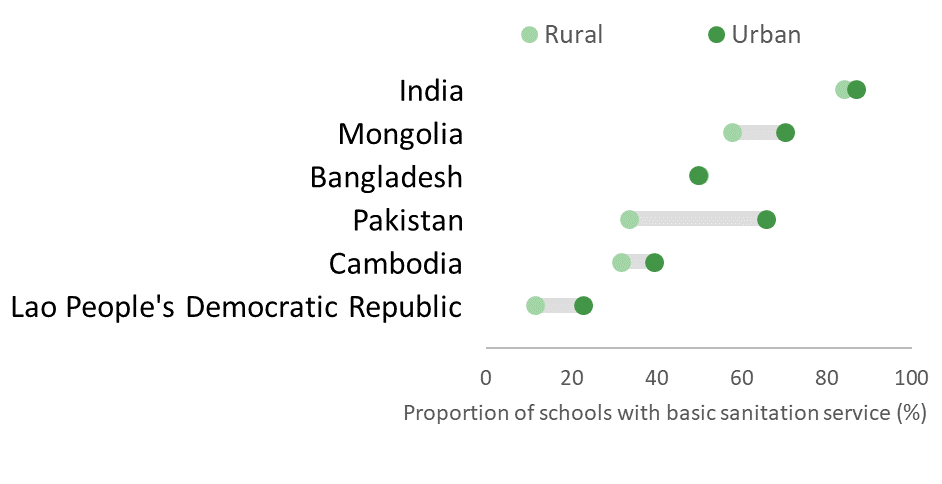 Rural Urban
India
Mongolia
Bangladesh
Pakistan
Cambodia
Lao People's Democratic Republic
0 20 40 60 80 100
Proportion of schools with basic sanitation service (%)